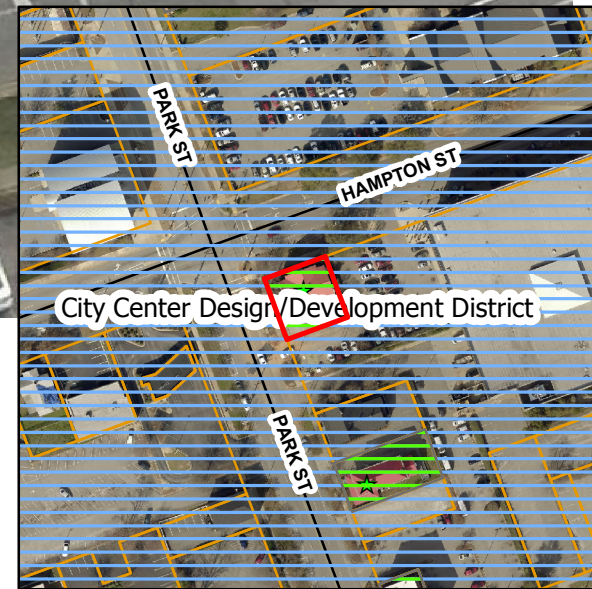 PARK ST
HAMPTON ST
City Center Design/Development District
PARK ST